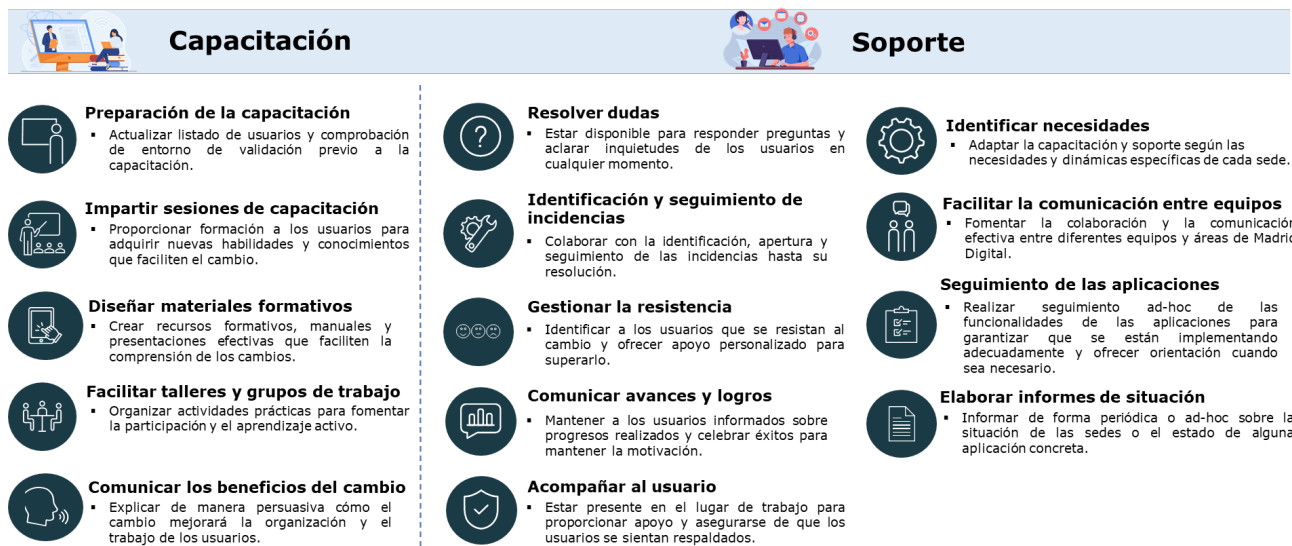 Capacitación
Soporte
Preparación de la capacitación
▪ Actualizar listado de usuarios y comprobación
de entorno de validación previo a la
capacitación.
Impartir sesiones de capacitación
▪ Proporcionar formación a los usuarios para
adquirir nuevas habilidades y conocimientos
que faciliten el cambio.
Diseñar materiales formativos
▪ Crear recursos formativos, manuales y
presentaciones efectivas que faciliten la
comprensión de los cambios.
Facilitar talleres y grupos de trabajo
▪ Organizar actividades prácticas para fomentar
la participación y el aprendizaje activo.
Comunicar los beneficios del cambio
▪ Explicar de manera persuasiva cómo el
cambio mejorará la organización y el
trabajo de los usuarios.
Resolver dudas
▪ Estar disponible para responder preguntas y
aclarar inquietudes de los usuarios en
cualquier momento.
Identificación y seguimiento de
incidencias
▪ Colaborar con la identificación, apertura y
seguimiento de las incidencias hasta su
resolución.
Gestionar la resistencia
▪ Identificar a los usuarios que se resistan al
cambio y ofrecer apoyo personalizado para
superarlo.
Comunicar avances y logros
▪ Mantener a los usuarios informados sobre
progresos realizados y celebrar éxitos para
mantener la motivación.
Acompañar al usuario
▪ Estar presente en el lugar de trabajo para
proporcionar apoyo y asegurarse de que los
usuarios se sientan respaldados.
Identificar necesidades
▪ Adaptar la capacitación y soporte según las
necesidades y dinámicas específicas de cada sede.
Facilitar la comunicación entre equipos
▪ Fomentar la colaboración y la comunicación
efectiva entre diferentes equipos y áreas de Madrid
Digital.
Seguimiento de las aplicaciones
▪ Realizar seguimiento ad-hoc de las
funcionalidades de las aplicaciones para
garantizar que se están implementando
adecuadamente y ofrecer orientación cuando
sea necesario.
Elaborar informes de situación
▪ Informar de forma periódica o ad-hoc sobre la
situación de las sedes o el estado de alguna
aplicación concreta.